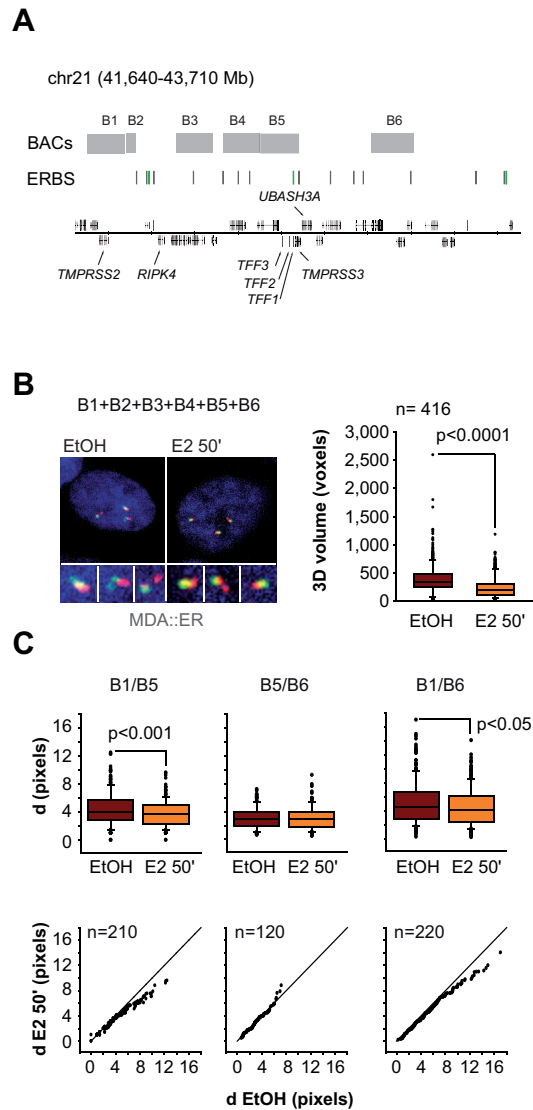 A
chr21 (41,640-43,710 Mb)
B1 B2 B3 B4 B5 B6
BACs
ERBS
UBASH3A
TMPRSS2 RIPK4 TFF3 TMPRSS3
TFF2
TFF1
B
B1+B2+B3+B4+B5+B6
EtOH E2 50'
MDA::ER
n= 416
p<0.0001
3D volume (voxels)
3,000
2,500
2,000
1,500
1,000
500
0
EtOH E2 50'
C
B1/B5 B5/B6 B1/B6
d (pixels)
16
12
8
4
0
p<0.001
p<0.05
EtOH E2 50' EtOH E2 50' EtOH E2 50'
d E2 50' (pixels)
16
12
8
4
0
n=210 n=120 n=220
0 4 8 12 16 0 4 8 12 16 0 4 8 12 16
d EtOH (pixels)